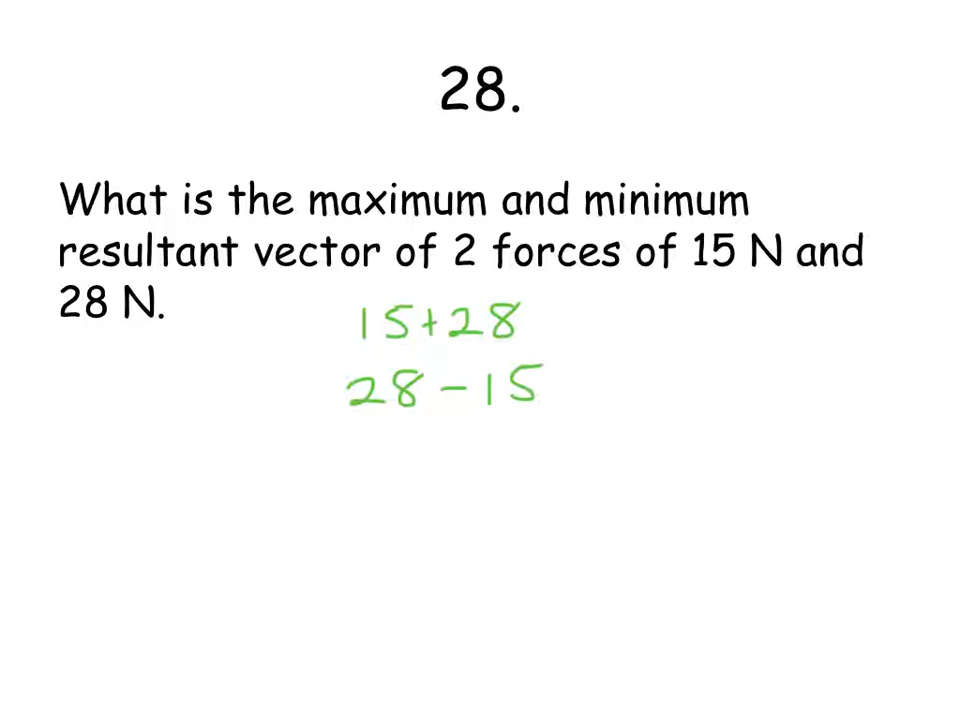 28.
What is the maximum and minimum
resultant vector of 2 forces of 15 N and
28 N.
15+28
28-15